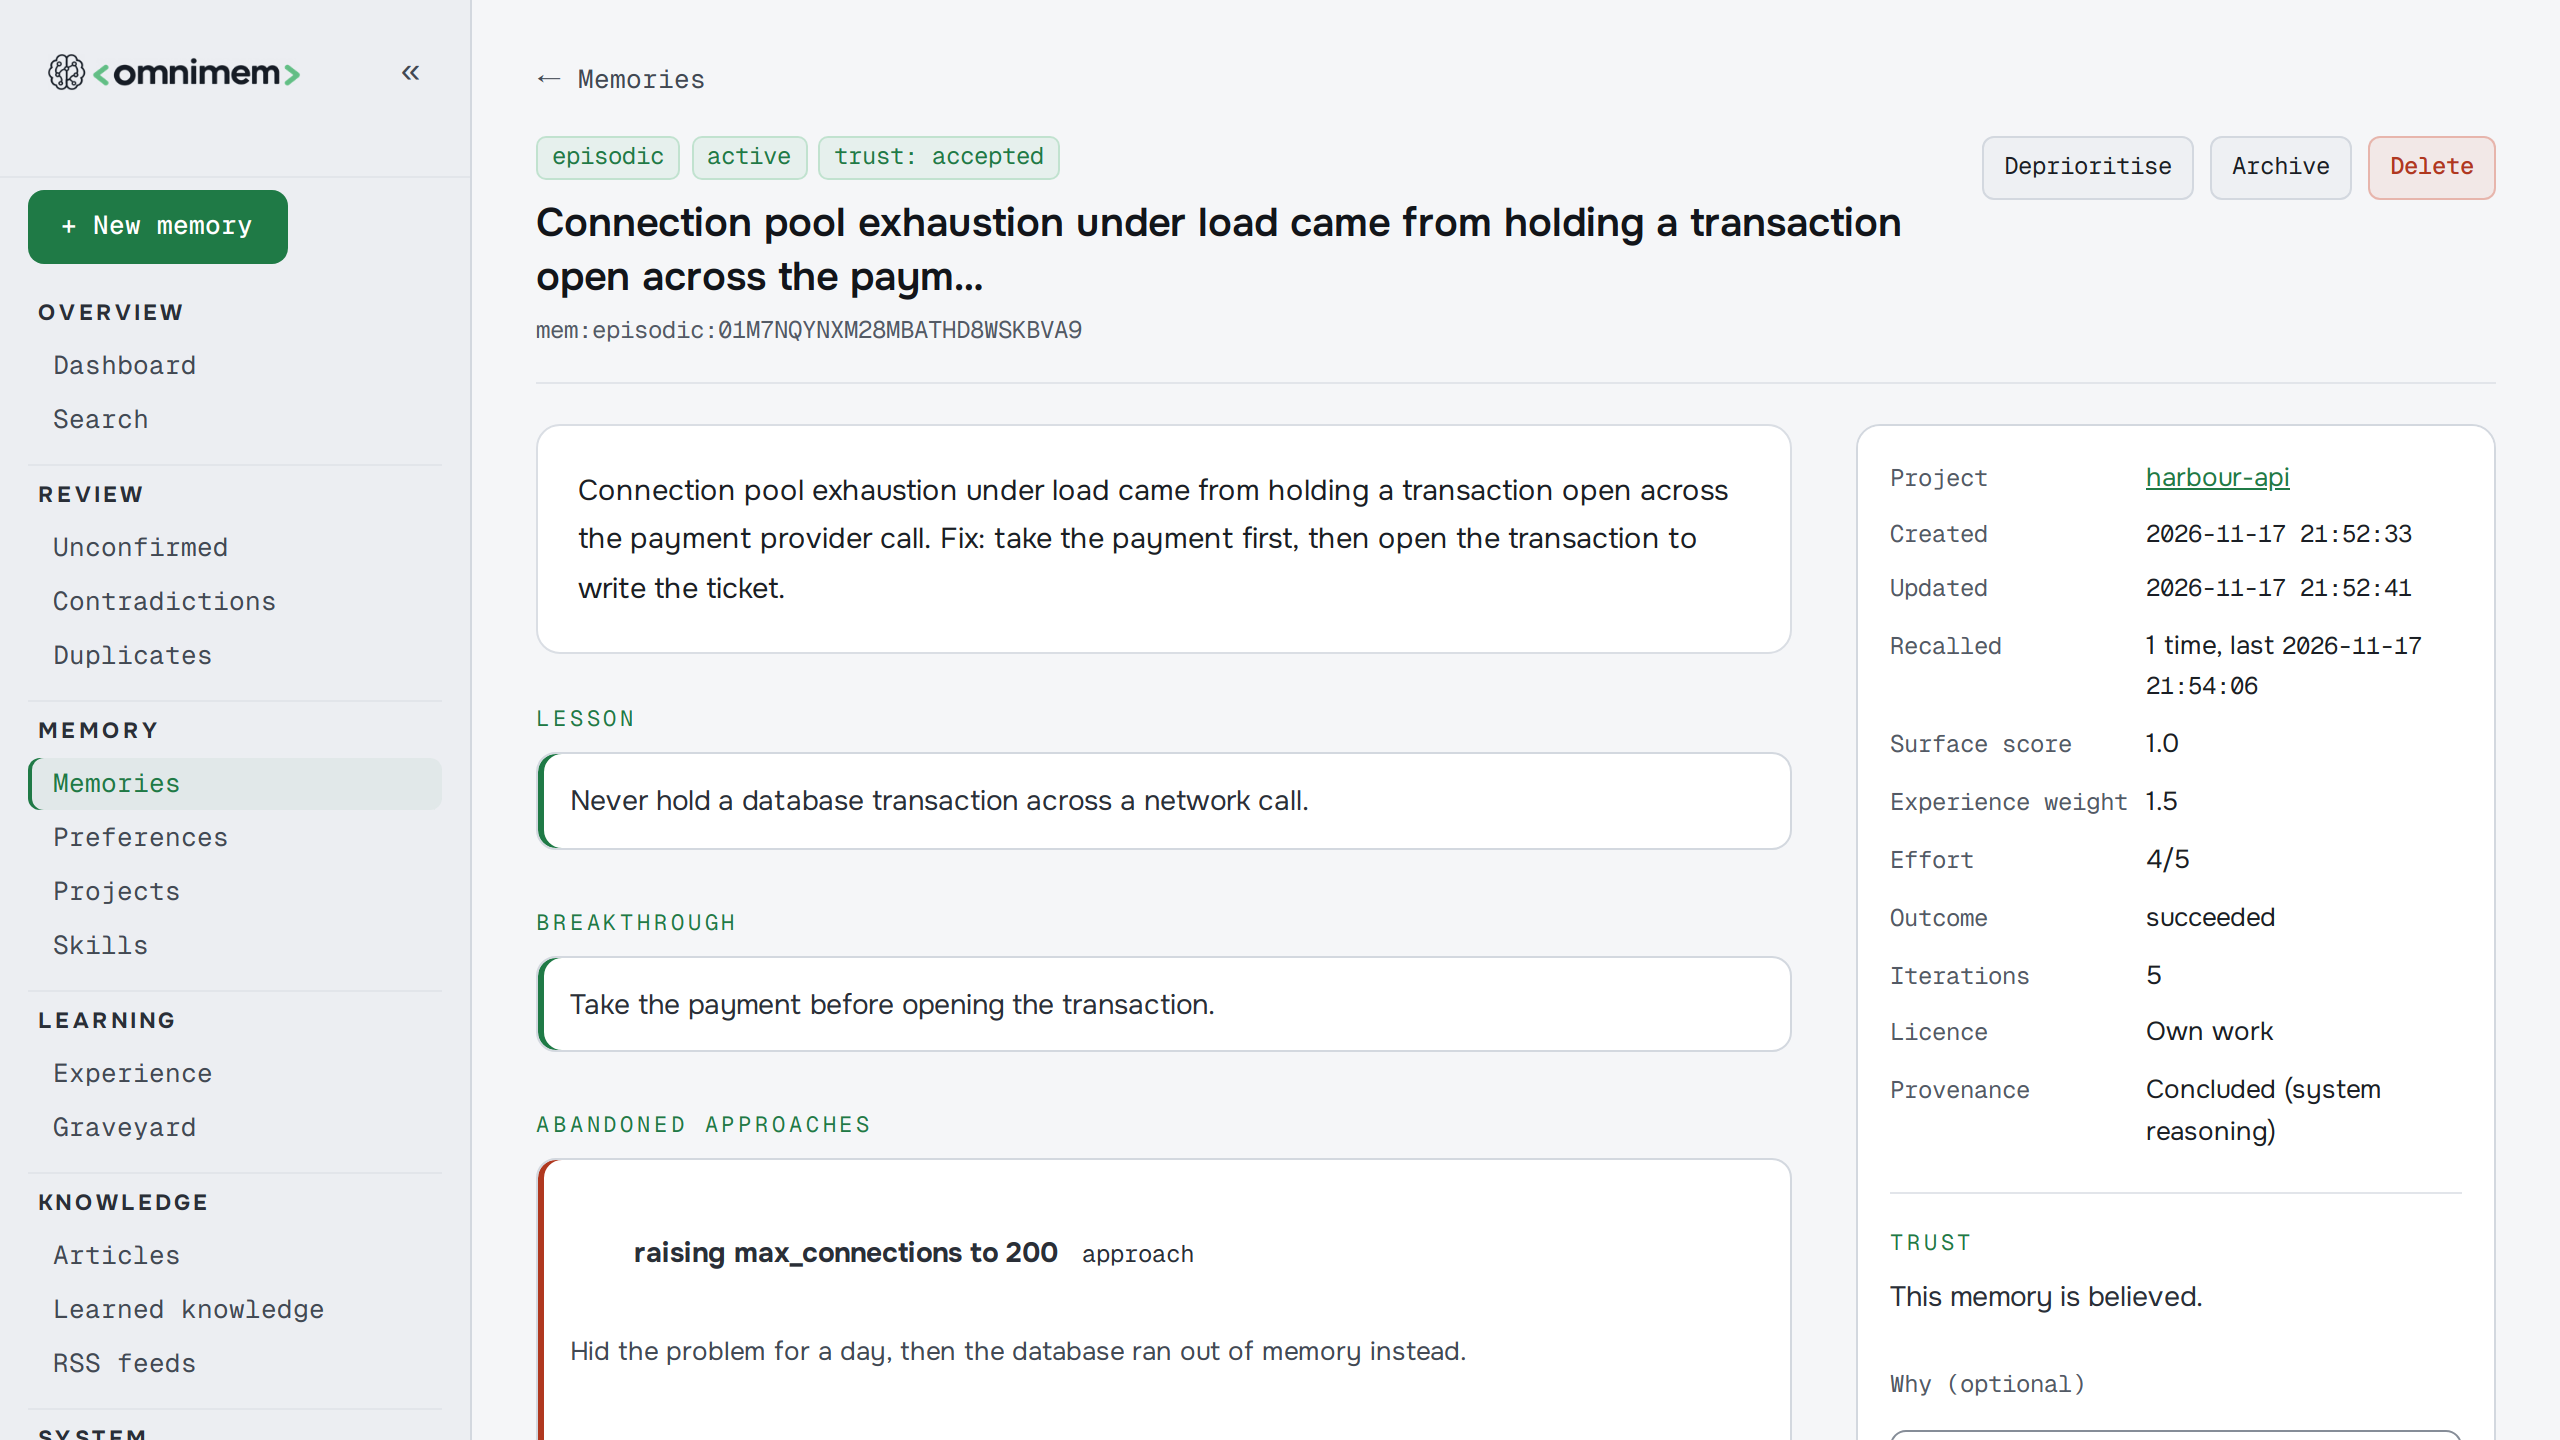 <omnimem>
«
+ New memory
OVERVIEW
Dashboard
Search
REVIEW
Unconfirmed
Contradictions
Duplicates
MEMORY
Memories
Preferences
Projects
Skills
LEARNING
Experience
Graveyard
KNOWLEDGE
Articles
Learned knowledge
RSS feeds
SYSTEM
← Memories
episodic active trust: accepted
Deprioritise Archive Delete
Connection pool exhaustion under load came from holding a transaction
open across the paym...
mem:episodic:01M7NQYNXM28MBATHD8WSKBVA9
Connection pool exhaustion under load came from holding a transaction open across
the payment provider call. Fix: take the payment first, then open the transaction to
write the ticket.
LESSON
Never hold a database transaction across a network call.
BREAKTHROUGH
Take the payment before opening the transaction.
ABANDONED APPROACHES
raising max_connections to 200 approach
Hid the problem for a day, then the database ran out of memory instead.
Project harbour-api
Created 2026-11-17 21:52:33
Updated 2026-11-17 21:52:41
Recalled 1 time, last 2026-11-17
21:54:06
Surface score 1.0
Experience weight 1.5
Effort 4/5
Outcome succeeded
Iterations 5
Licence Own work
Provenance Concluded (system
reasoning)
TRUST
This memory is believed.
Why (optional)